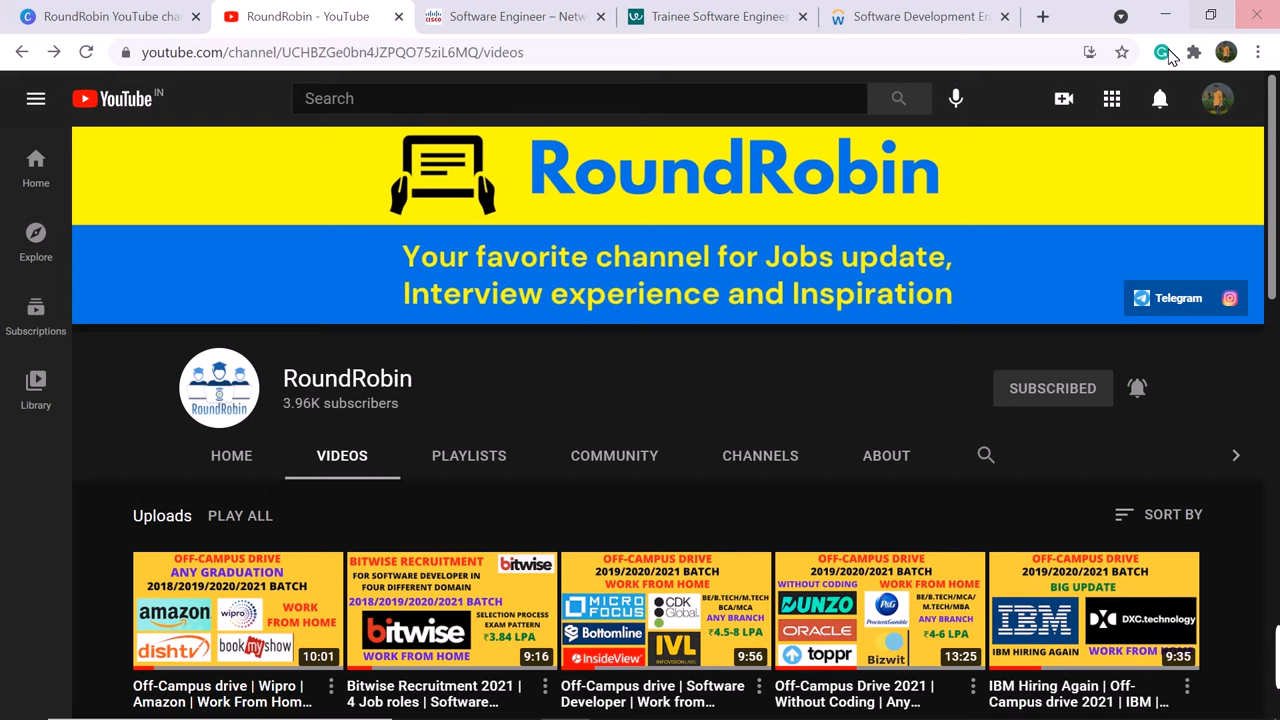 RoundRobin YouTube cha
RoundRobin - YouTube
Software Engineer – Netw
Trainee Software Engineer
Software Development En
youtube.com/channel/UCHBZGe0bn4JZPQO75ziL6MQ/videos
YouTube IN
Search
Home
Explore
Subscriptions
Library
RoundRobin
Your favorite channel for Jobs update,
Interview experience and Inspiration
Telegram
RoundRobin
RoundRobin
3.96K subscribers
SUBSCRIBED
HOME
VIDEOS
PLAYLISTS
COMMUNITY
CHANNELS
ABOUT
Uploads
PLAY ALL
SORT BY
OFF-CAMPUS DRIVE
ANY GRADUATION
2018/2019/2020/2021 BATCH
amazon
wipro
WORK
FROM HOME
dishtv
bookmyshow
10:01
Off-Campus drive | Wipro |
Amazon | Work From Hom...
BITWISE RECRUITMENT
bitwise
FOR SOFTWARE DEVELOPER IN
FOUR DIFFERENT DOMAIN
2018/2019/2020/2021 BATCH
bitwise
SELECTION PROCESS
EXAM PATTERN
₹3.84 LPA
WORK FROM HOME
9:16
Bitwise Recruitment 2021 |
4 Job roles | Software...
OFF-CAMPUS DRIVE
2019/2020/2021 BATCH
WORK FROM HOME
MICRO
FOCUS
CDK
Global
BE/B.TECH/M.TECH
BCA/MCA
ANY BRANCH
₹4.5-8 LPA
Bottomline
InsideView
IVL
INFOVISION LABS
9:56
Off-Campus drive | Software
Developer | Work from...
OFF-CAMPUS DRIVE
2019/2020/2021 BATCH
WITHOUT CODING
WORK FROM HOME
DUNZO
P&G
Procter&Gamble
BE/B.TECH/BCA/
M.TECH/MBA
ANY BRANCH
₹4-6 LPA
ORACLE
toppr
Bizwit
13:25
Off-Campus Drive 2021 |
Without Coding | Any...
OFF-CAMPUS DRIVE
2019/2020/2021 BATCH
BIG UPDATE
IBM
DXC.technology
IBM HIRING AGAIN
WORK FROM HOME
9:35
IBM Hiring Again | Off-
Campus drive 2021 | IBM |...